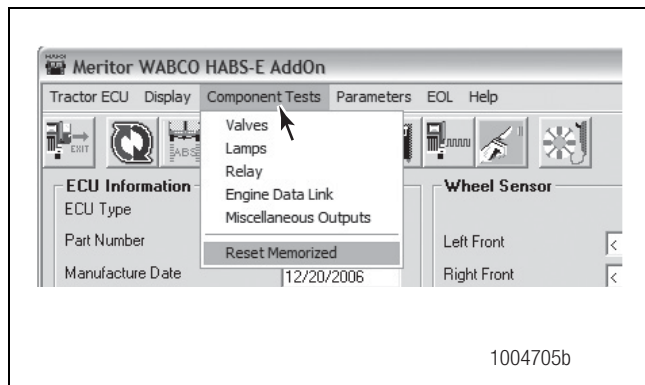 Meritor WABCO HABS-E AddOn
Tractor ECU Display Component Tests Parameters EOL Help
EXIT
ABS
Valves
Lamps
Relay
Engine Data Link
Miscellaneous Outputs
Reset Memorized
ECU Information
ECU Type
Part Number
Manufacture Date 12/20/2006
Wheel Sensor
Left Front <
Right Front <
1004705b